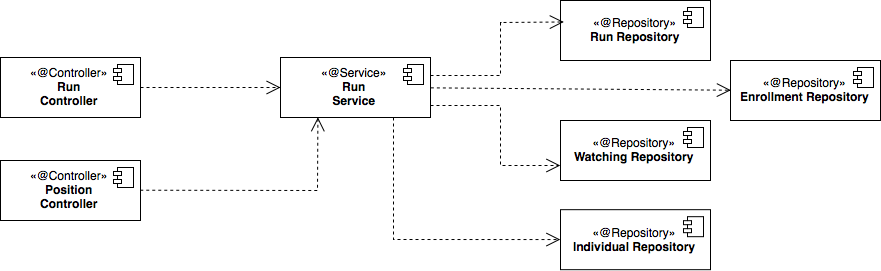 «@Controller»
Run
Controller
«@Controller»
Position
Controller
«@Service»
Run
Service
«@Repository»
Run Repository
«@Repository»
Enrollment Repository
«@Repository»
Watching Repository
«@Repository»
Individual Repository